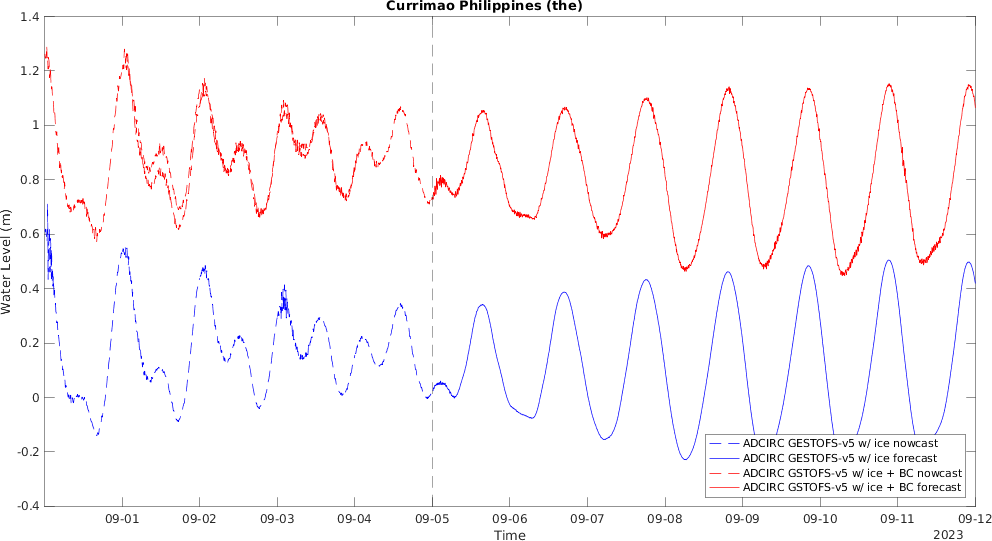 Currimao Philippines (the)
1.4
1.2
1
0.8
0.6
0.4
0.2
0
-0.2
-0.4
Water Level (m)
ADCIRC GESTOFS-v5 w/ ice nowcast
ADCIRC GESTOFS-v5 w/ ice forecast
ADCIRC GSTOFS-v5 w/ ice + BC nowcast
ADCIRC GSTOFS-v5 w/ ice + BC forecast
09-01 09-02 09-03 09-04 09-05 09-06 09-07 09-08 09-09 09-10 09-11 09-12
Time
2023